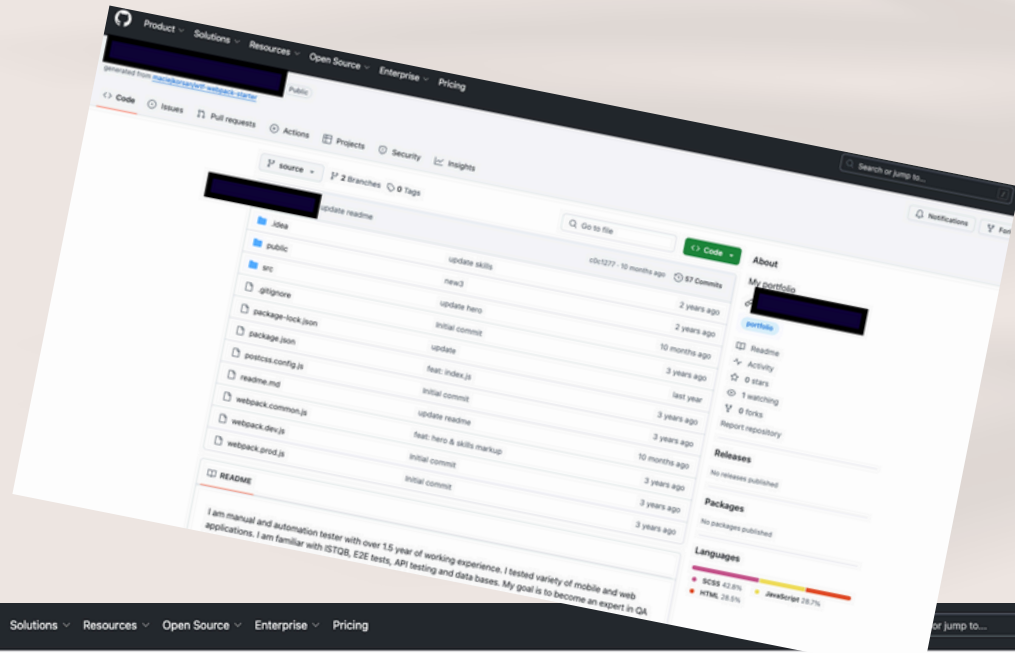 Product Solutions Resources Open Source Enterprise Pricing
Search or jump to... /
generated from maciejkorsan/wtf-webpack-starter
Public
Notifications
Code Issues Pull requests Actions Projects Security Insights
source 2 Branches 0 Tags
Go to file
Code
update readme
c0c1277 · 10 months ago 57 Commits
.idea update skills 2 years ago
public new3 2 years ago
src update hero 10 months ago
.gitignore Initial commit 3 years ago
package-lock.json update last year
package.json feat: index.js 3 years ago
postcss.config.js Initial commit 3 years ago
readme.md update readme 10 months ago
webpack.common.js feat: hero & skills markup 3 years ago
webpack.dev.js Initial commit 3 years ago
webpack.prod.js Initial commit 3 years ago
README
I am manual and automation tester with over 1.5 year of working experience. I tested variety of mobile and web
applications. I am familiar with ISTQB, E2E tests, API testing and data bases. My goal is to become an expert in QA
About
My portfolio
portfolio
Readme
Activity
0 stars
1 watching
0 forks
Report repository
Releases
No releases published
Packages
No packages published
Languages
SCSS 42.8% JavaScript 28.7%
HTML 28.5%
Solutions Resources Open Source Enterprise Pricing
or jump to...